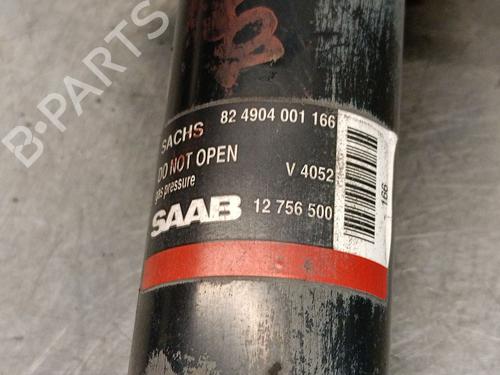 B-PARTS
SACHS 82 4904 001 166
DO NOT OPEN V 4052
gas pressure
SAAB 12 756 500
166